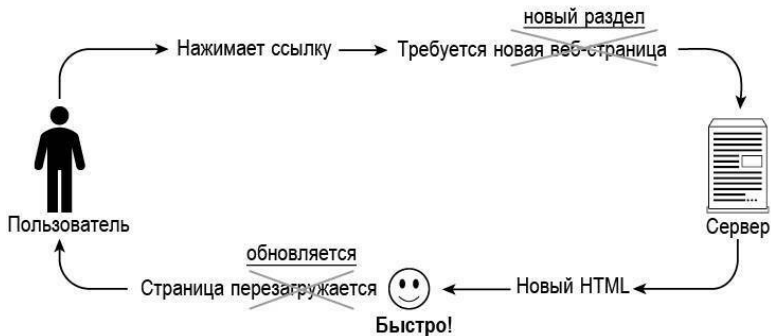 новый раздел
Нажимает ссылку
Требуется новая веб-страница
Пользователь
Сервер
обновляется
Страница перезагружается
Новый HTML
Быстро!